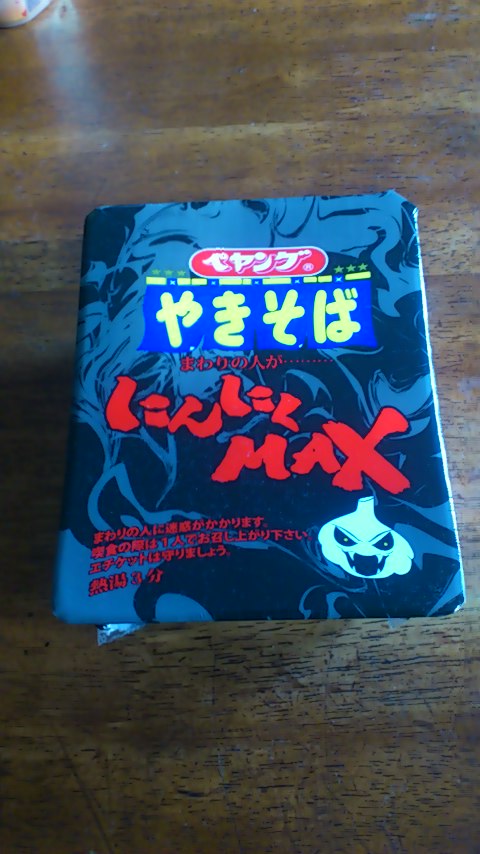 ペヤング®
やきそば
まわりの人が………
にんにく
MAX
まわりの人に迷惑がかかります。
喫食の際は1人でお召し上がり下さい。
エチケットは守りましょう。
熱湯3分